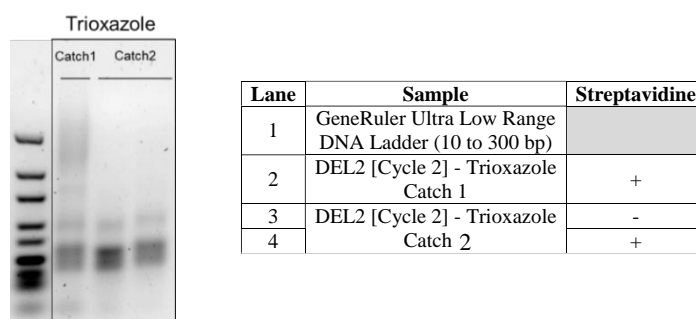 Trioxazole
Catch1 Catch2
Lane Sample Streptavidine
1 GeneRuler Ultra Low Range
DNA Ladder (10 to 300 bp)
2 DEL2 [Cycle 2] - Trioxazole
Catch 1 +
3 DEL2 [Cycle 2] - Trioxazole -
4 Catch 2 +